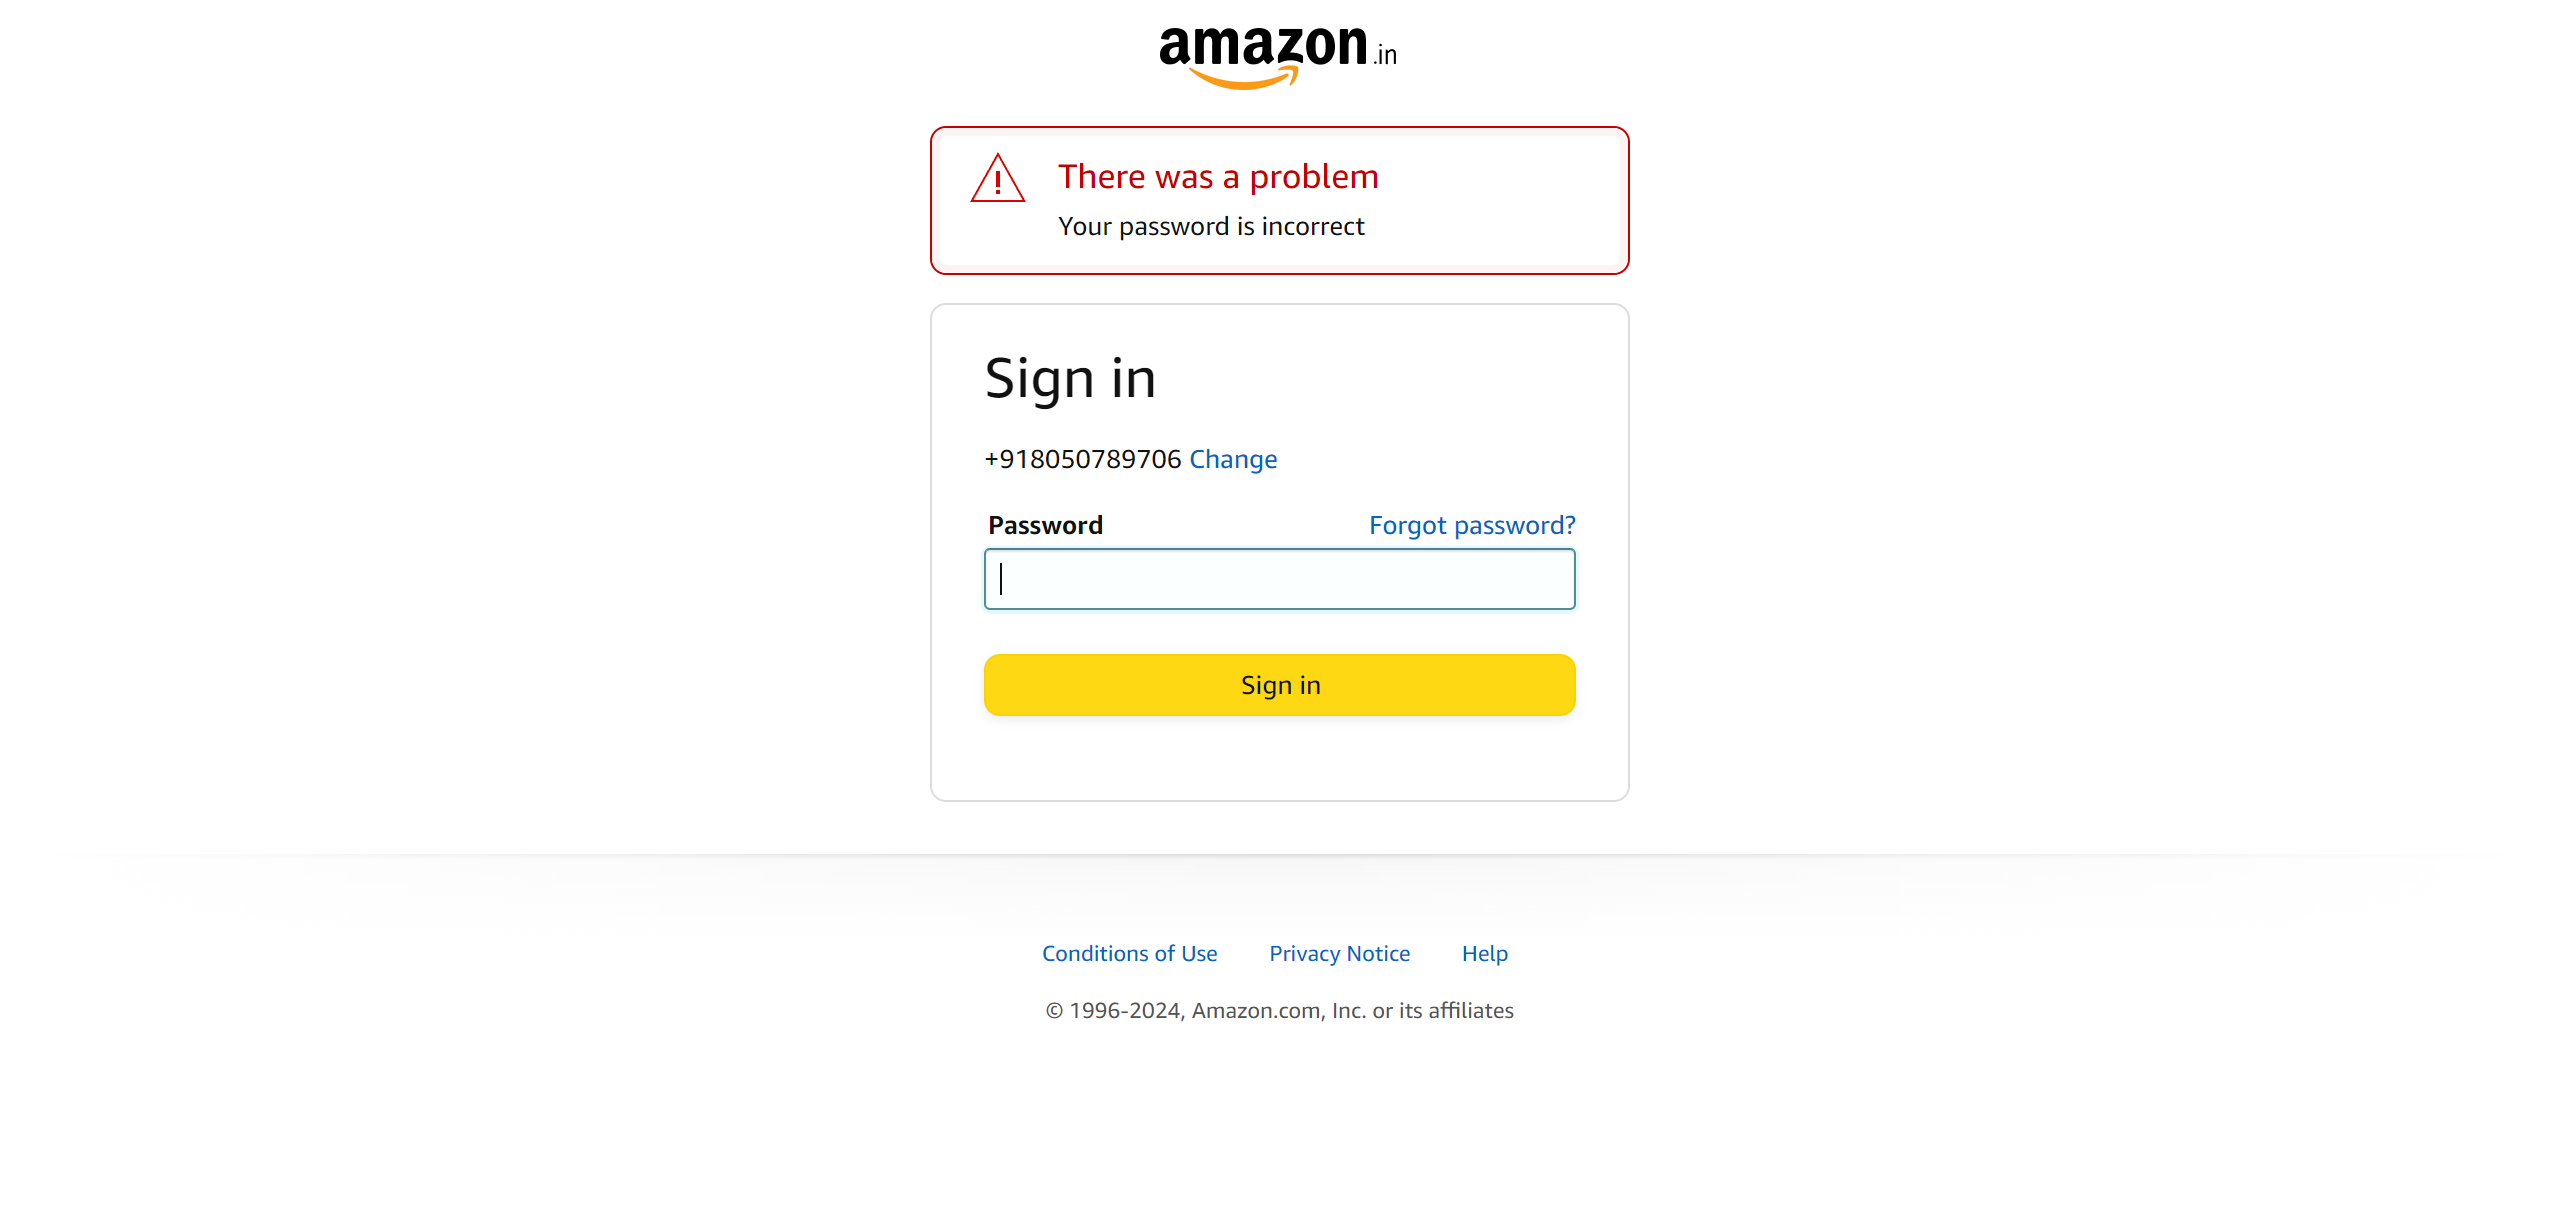 amazon.in
There was a problem
Your password is incorrect
Sign in
+918050789706 Change
Password Forgot password?
Sign in
Conditions of Use Privacy Notice Help
© 1996-2024, Amazon.com, Inc. or its affiliates